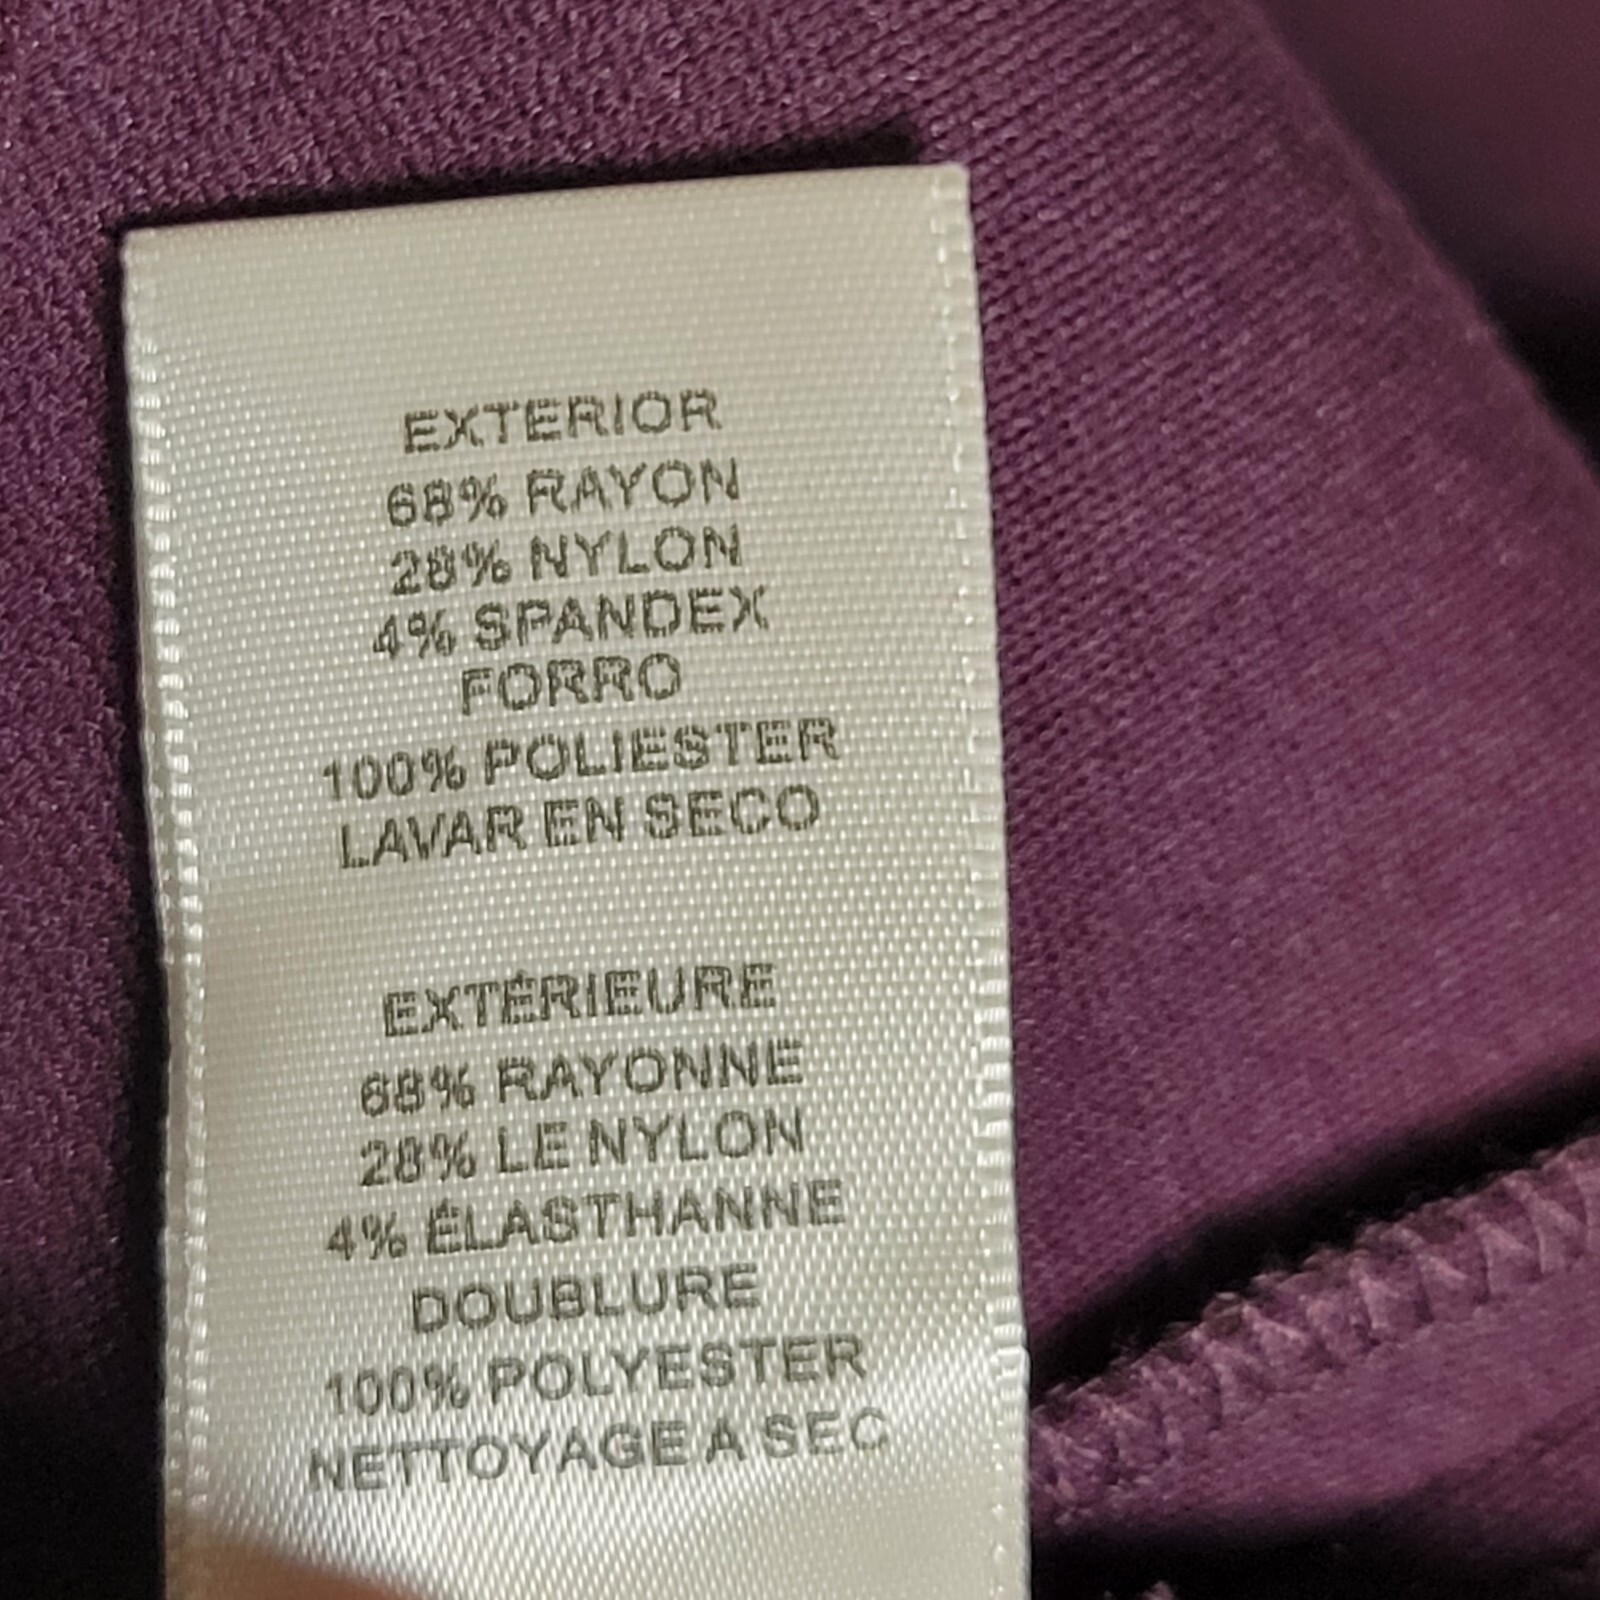 EXTERIOR
68% RAYON
28% NYLON
4% SPANDEX
FORRO
100% POLIESTER
LAVAR EN SECO
EXTÉRIEURE
68% RAYONNE
28% LE NYLON
4% ÉLASTHANNE
DOUBLURE
100% POLYESTER
NETTOYAGE A SEC